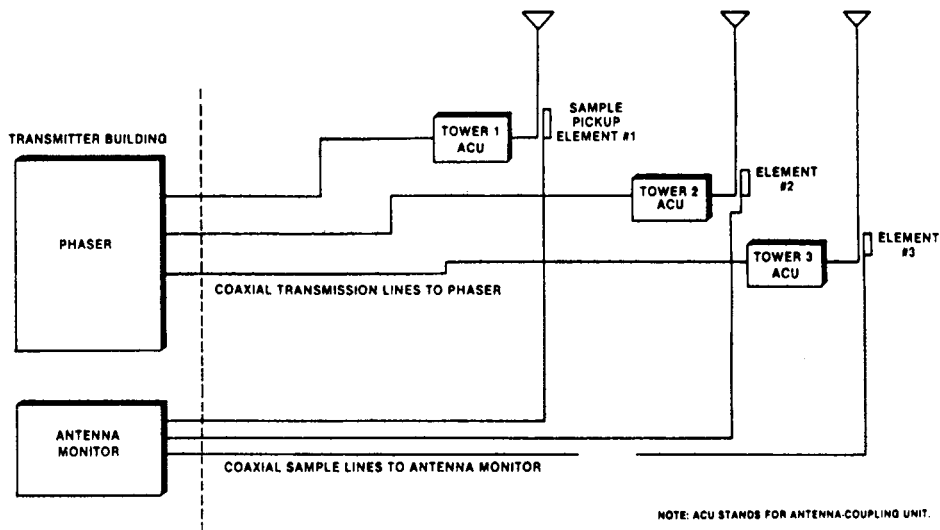 TRANSMITTER BUILDING
PHASER
TOWER 1
ACU
SAMPLE
PICKUP
ELEMENT #1
TOWER 2
ACU
ELEMENT
#2
TOWER 3
ACU
ELEMENT
#3
COAXIAL TRANSMISSION LINES TO PHASER
ANTENNA
MONITOR
COAXIAL SAMPLE LINES TO ANTENNA MONITOR
NOTE: ACU STANDS FOR ANTENNA-COUPLING UNIT.